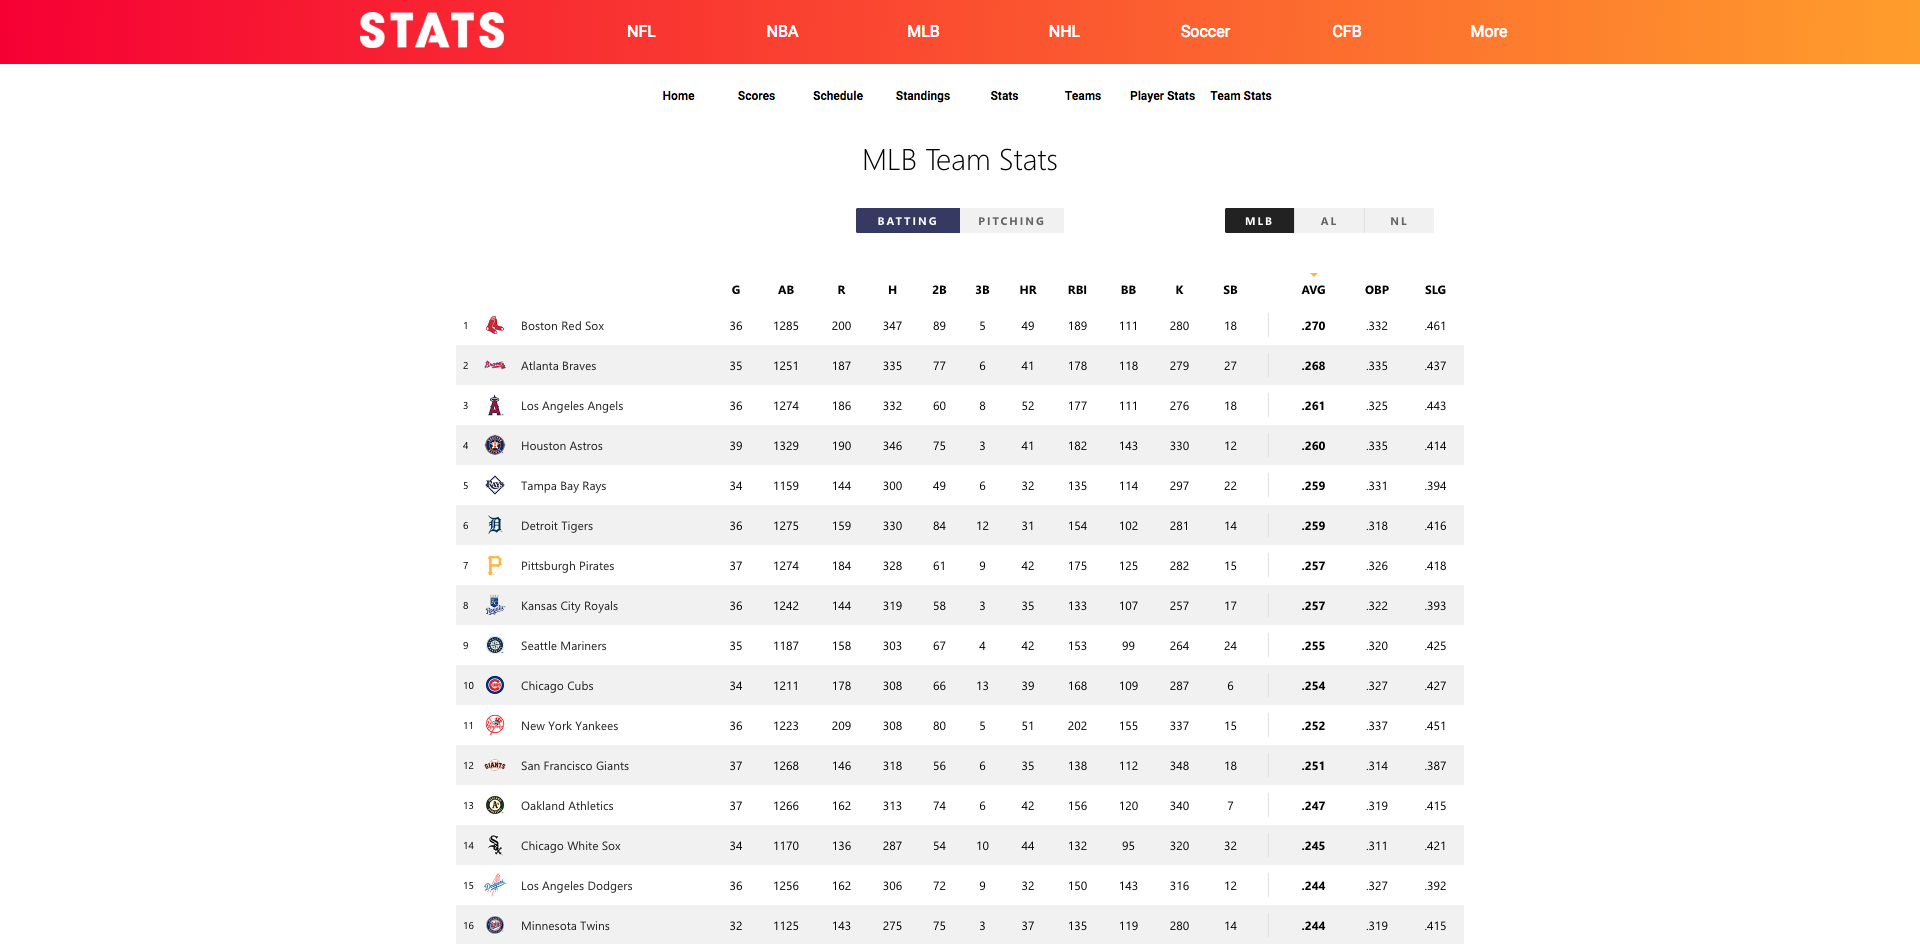 STATS NFL NBA MLB NHL Soccer CFB More
Home Scores Schedule Standings Stats Teams Player Stats Team Stats
MLB Team Stats
BATTING PITCHING MLB AL NL
G AB R H 2B 3B HR RBI BB K SB AVG OBP SLG
1 Boston Red Sox 36 1285 200 347 89 5 49 189 111 280 18 .270 .332 .461
2 Braves Atlanta Braves 35 1251 187 335 77 6 41 178 118 279 27 .268 .335 .437
3 Los Angeles Angels 36 1274 186 332 60 8 52 177 111 276 18 .261 .325 .443
4 Houston Astros 39 1329 190 346 75 3 41 182 143 330 12 .260 .335 .414
5 Tampa Bay Rays 34 1159 144 300 49 6 32 135 114 297 22 .259 .331 .394
6 Detroit Tigers 36 1275 159 330 84 12 31 154 102 281 14 .259 .318 .416
7 P Pittsburgh Pirates 37 1274 184 328 61 9 42 175 125 282 15 .257 .326 .418
8 Kansas City Royals 36 1242 144 319 58 3 35 133 107 257 17 .257 .322 .393
9 Seattle Mariners 35 1187 158 303 67 4 42 153 99 264 24 .255 .320 .425
10 Chicago Cubs 34 1211 178 308 66 13 39 168 109 287 6 .254 .327 .427
11 New York Yankees 36 1223 209 308 80 5 51 202 155 337 15 .252 .337 .451
12 GIANTS San Francisco Giants 37 1268 146 318 56 6 35 138 112 348 18 .251 .314 .387
13 Oakland Athletics 37 1266 162 313 74 6 42 156 120 340 7 .247 .319 .415
14 Chicago White Sox 34 1170 136 287 54 10 44 132 95 320 32 .245 .311 .421
15 Dodgers Los Angeles Dodgers 36 1256 162 306 72 9 32 150 143 316 12 .244 .327 .392
16 Minnesota Twins 32 1125 143 275 75 3 37 135 119 280 14 .244 .319 .415